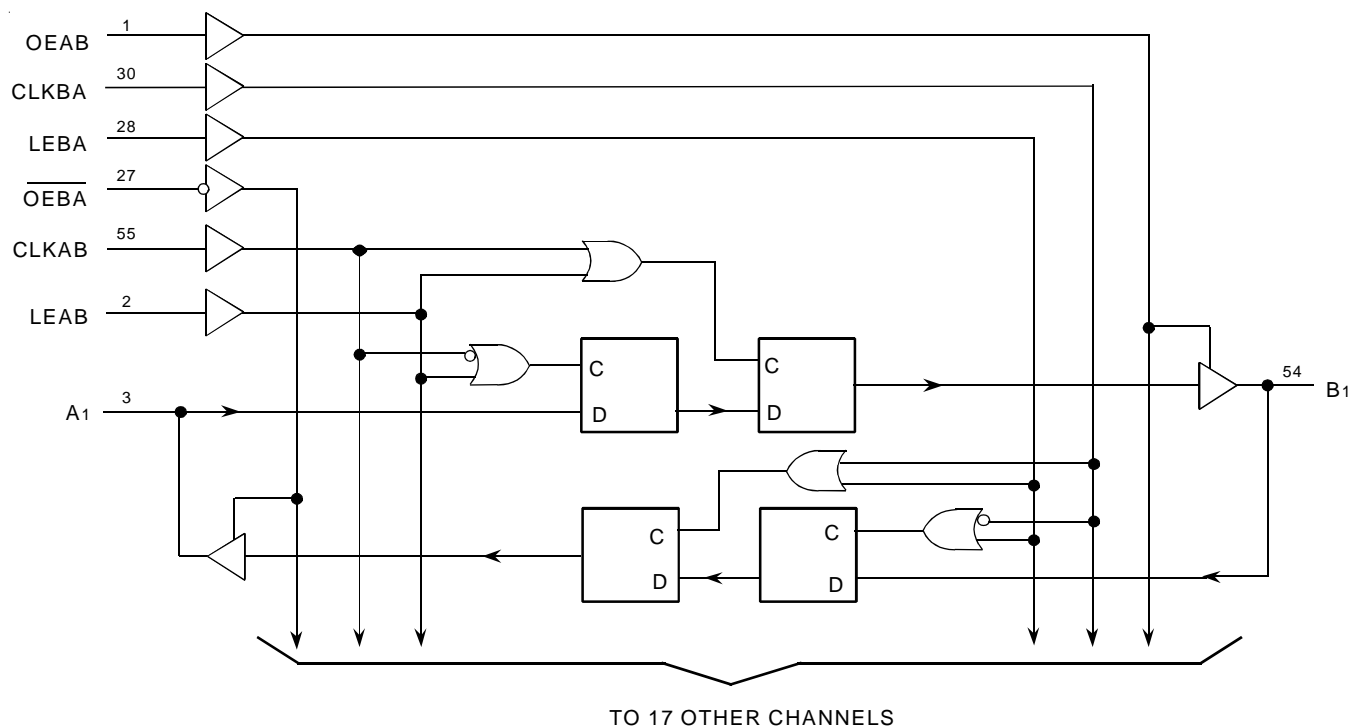 OEAB 1
CLKBA 30
LEBA 28
OEBA 27
CLKAB 55
LEAB 2
C
D
C
D
A1 3
54 B1
C
D
C
D
TO 17 OTHER CHANNELS